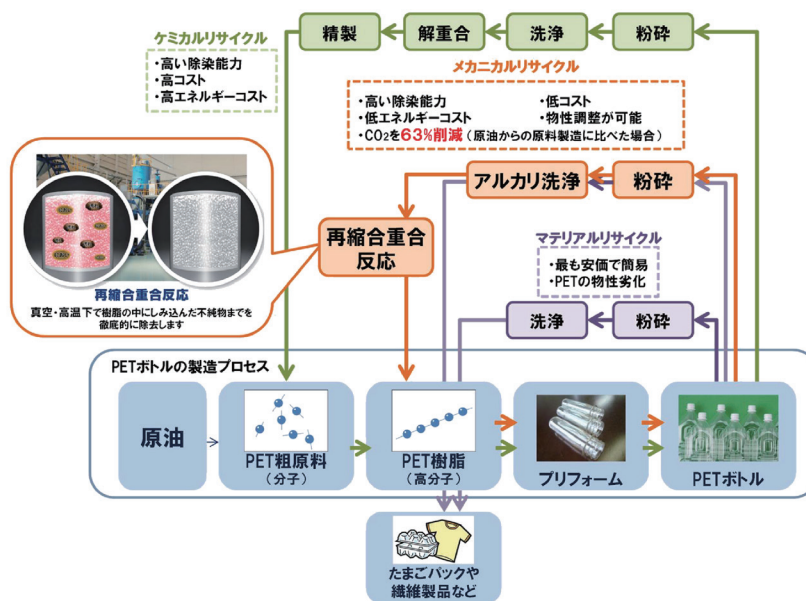 ケミカルリサイクル
・高い除染能力
・高コスト
・高エネルギーコスト
精製
解重合
洗浄
粉砕
メカニカルリサイクル
・高い除染能力
・低コスト
・低エネルギーコスト
・物性調整が可能
・CO₂を63%削減（原油からの原料製造に比べた場合）
アルカリ洗浄
粉砕
再縮合重合
反応
再縮合重合反応
真空・高温下で樹脂の中にしみ込んだ不純物までを
徹底的に除去します
マテリアルリサイクル
・最も安価で簡易
・PETの物性劣化
洗浄
粉砕
PETボトルの製造プロセス
原油
PET粗原料
（分子）
PET樹脂
（高分子）
プリフォーム
PETボトル
たまごパックや
繊維製品など